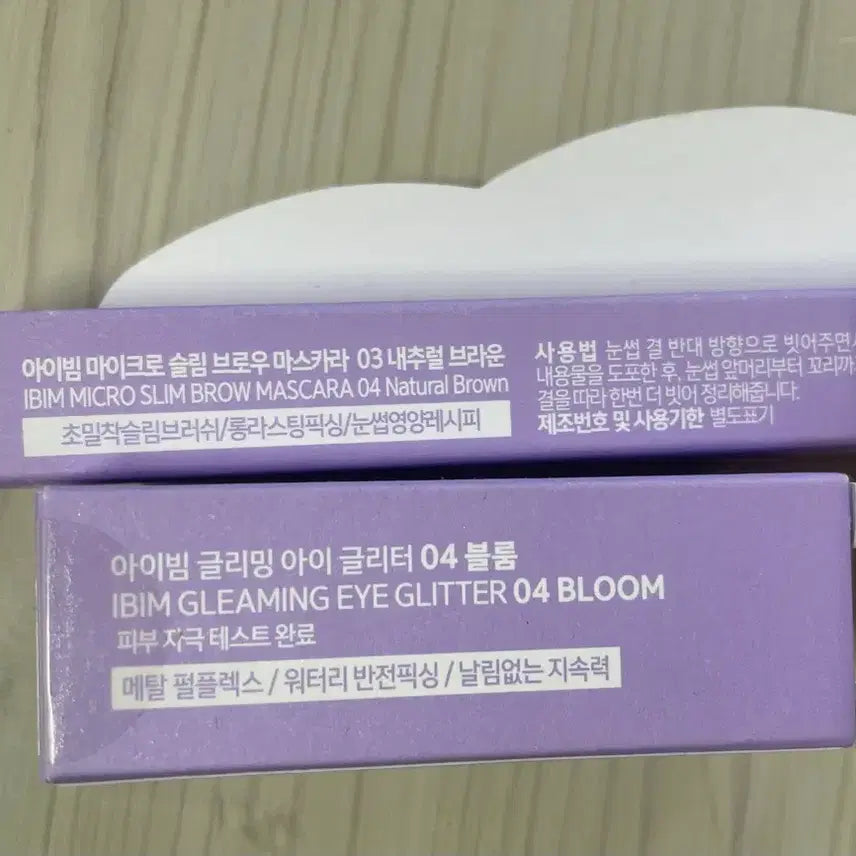 아이빔 마이크로 슬림 브로우 마스카라 03 내추럴 브라운
IBIM MICRO SLIM BROW MASCARA 04 Natural Brown
초밀착슬림브러쉬/롱라스팅픽싱/눈썹영양레시피
사용법 눈썹 결 반대 방향으로 빗어주면서
내용물을 도포한 후, 눈썹 앞머리부터 꼬리까
결을 따라 한번 더 빗어 정리해줍니다.
제조번호 및 사용기한 별도표기
아이빔 글리밍 아이 글리터 04 블룸
IBIM GLEAMING EYE GLITTER 04 BLOOM
피부 자극 테스트 완료
메탈 펄플렉스 / 워터리 반전픽싱 / 날림없는 지속력